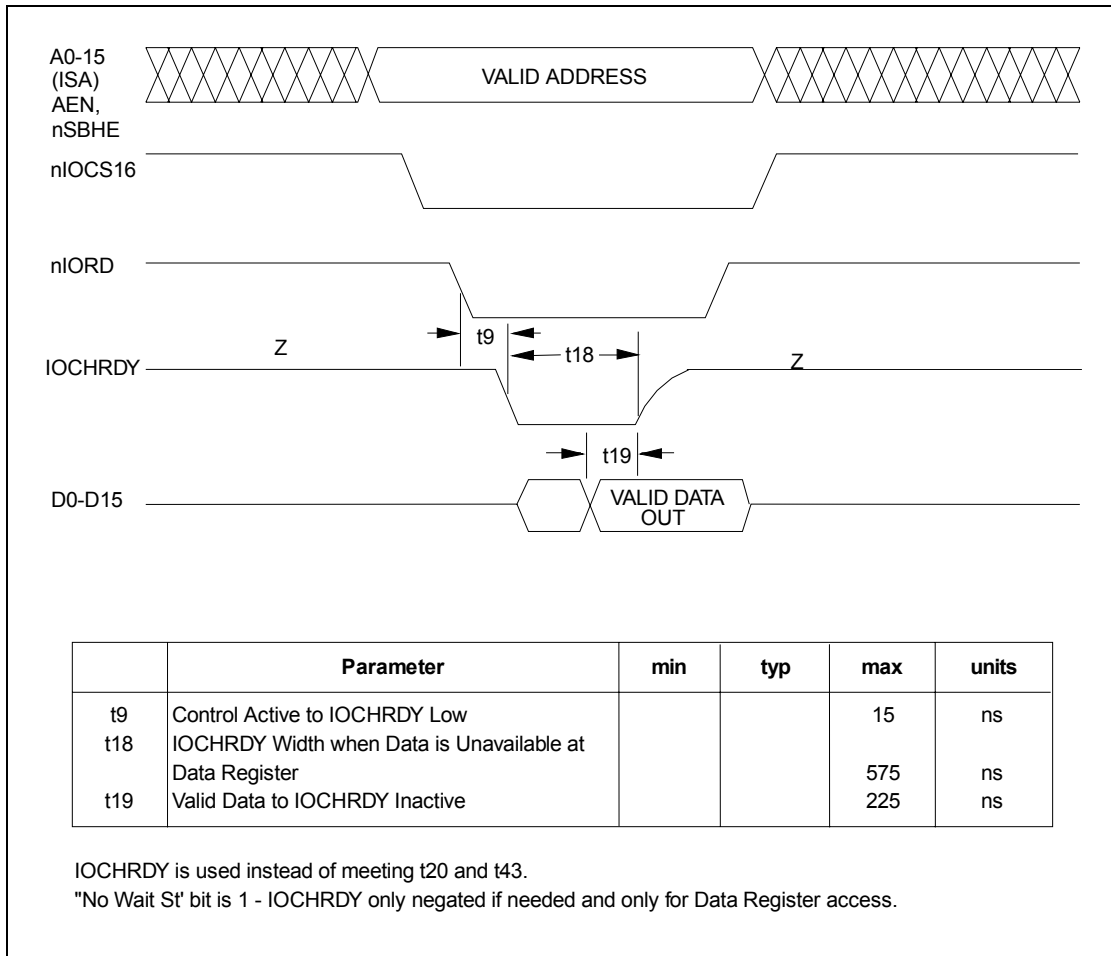 A0-15
(ISA)
AEN,
nSBHE
VALID ADDRESS
nIOCS16
nIORD
t9
Z
t18
Z
IOCHRDY
t19
D0-D15
VALID DATA
OUT
Parameter min typ max units
t9 Control Active to IOCHRDY Low 15 ns
t18 IOCHRDY Width when Data is Unavailable at
Data Register 575 ns
t19 Valid Data to IOCHRDY Inactive 225 ns
IOCHRDY is used instead of meeting t20 and t43.
"No Wait St' bit is 1 - IOCHRDY only negated if needed and only for Data Register access.